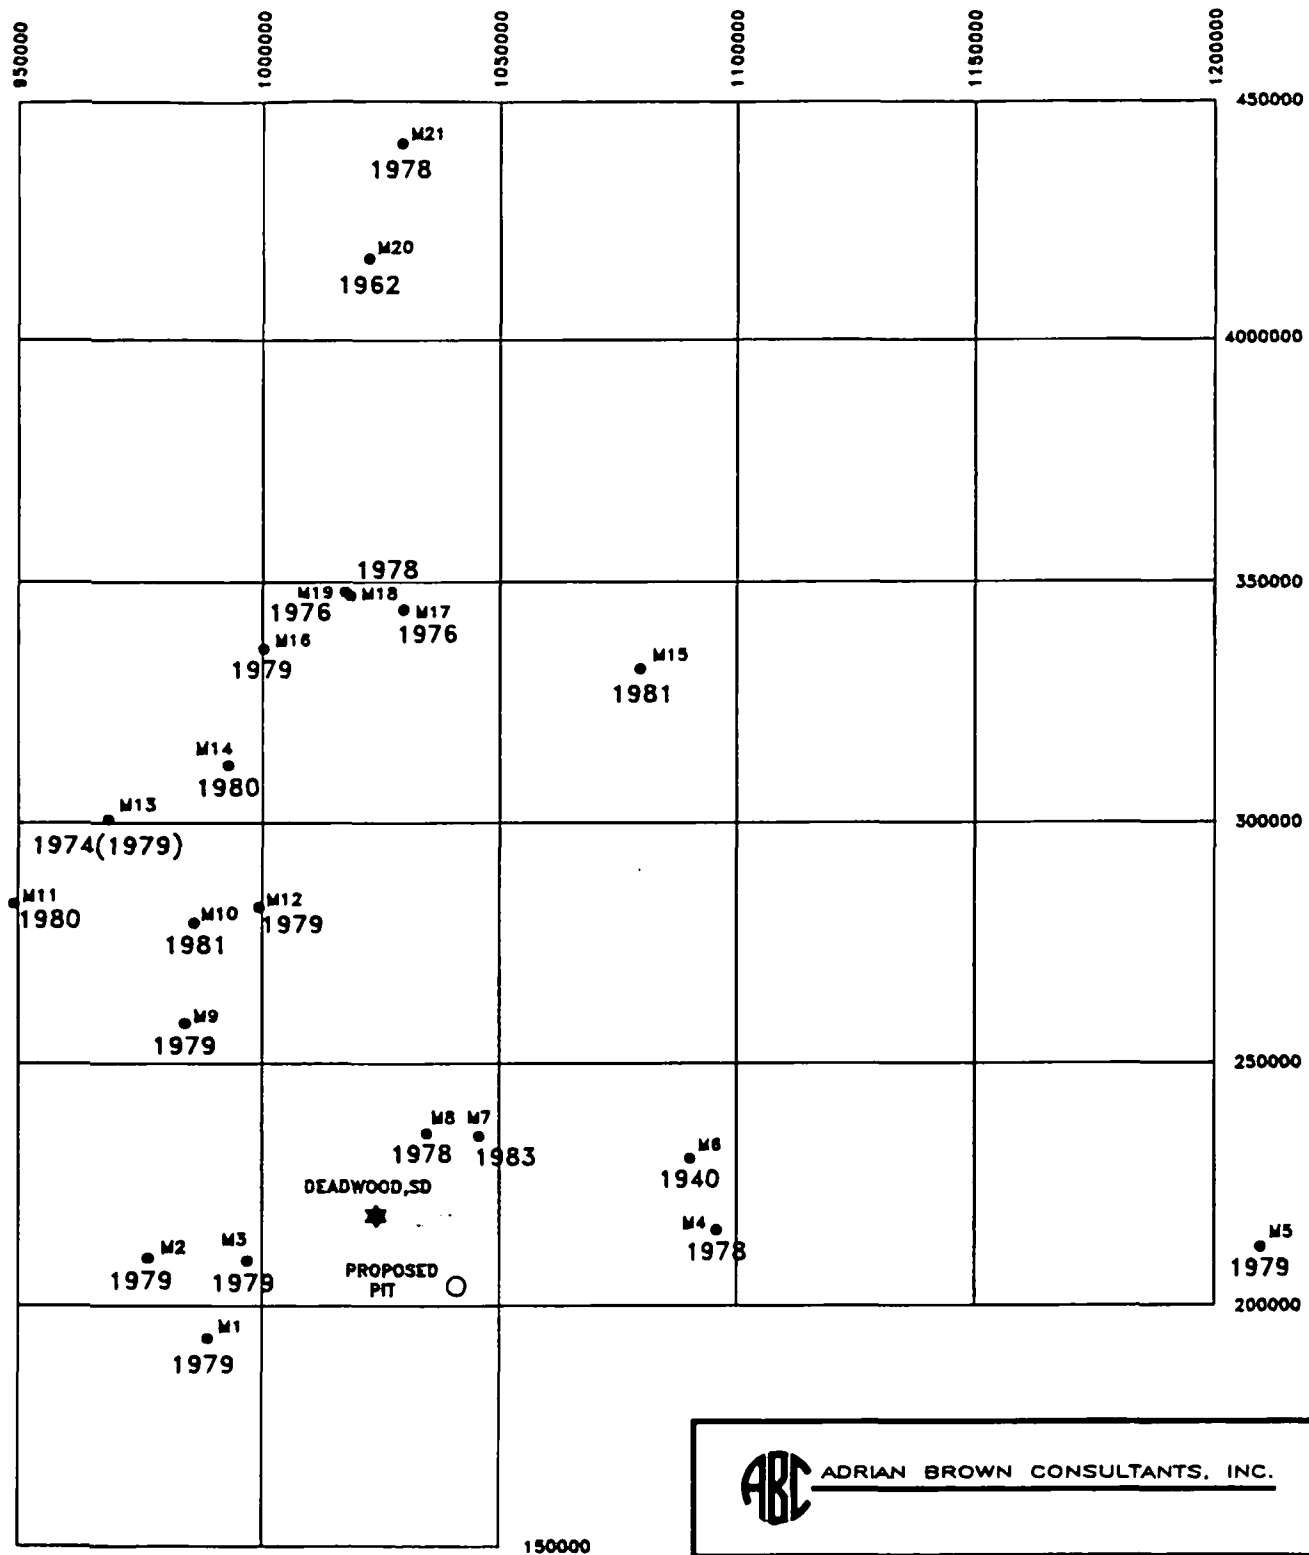 950000
1000000
1050000
1100000
1150000
1200000
450000
M21
1978
M20
1962
4000000
1978
350000
M19
M18
1976
M17
1976
M16
1979
M15
1981
M14
1980
M13
300000
1974(1979)
M11
1980
M10
1981
M12
1979
M9
1979
250000
M8
1978
M7
1983
M6
1940
DEADWOOD,SD
M4
1978
M5
1979
M2
1979
M3
1979
PROPOSED
PIT
200000
M1
1979
ABC
ADRIAN BROWN CONSULTANTS, INC.
150000